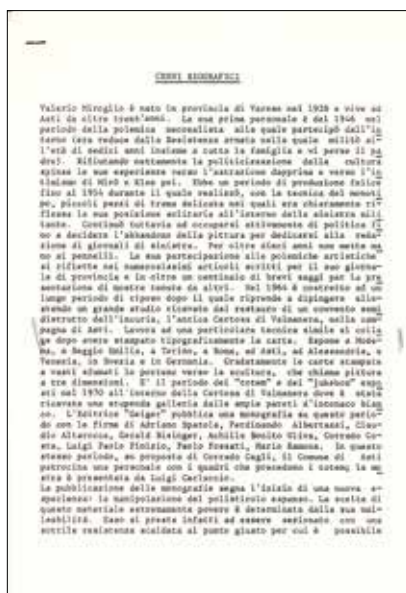 CENNI BIOGRAFICI
Valerio Miroglio è nato in provincia di Varese nel 1928 e vive ad
Asti da oltre trent'anni. La sua prima personale è del 1946 nel
periodo della polemica neorealista alla quale partecipò dall'in
terno (era reduce dalla Resistenza armata nella quale militò al-
l'età di sedici anni insieme a tutta la famiglia e vi perse il pa
dre). Rifiutando nettamente la politicizzazione della cultura
spinse le sue esperienze verso l'astrazione dapprima e verso l'in
fantilismo di Mirò e Klee poi. Ebbe un periodo di produzione felice
fino al 1954 durante il quale realizzò, con la tecnica del monoti
po, piccoli pezzi di trama delicata nei quali era chiaramente ri-
flessa la sua posizione solitaria all'interno della sinistra mili
tante. Continuò tuttavia ad occuparsi attivamente di politica fi-
no a decidere l'abbandono della pittura per dedicarsi alla reda-
zione di giornali di sinistra. Per oltre dieci anni non mette ma
no ai pennelli. La sua partecipazione alle polemiche artistiche
si riflette nei numerosissimi articoli scritti per il suo giorna-
le di provincia e in oltre un centinaio di brevi saggi per la pre
sentazione di mostre tenute da altri. Nel 1964 è costretto ad un
lungo periodo di riposo dopo il quale riprende a dipingere alle-
stendo un grande studio ricavato dal restauro di un convento semi
distrutto dall'incuria, l'antica Certosa di Valmanera, nella cam-
pagna di Asti. Lavora ad una particolare tecnica simile al colla
ge dopo avere stampato tipograficamente la carta. Espone a Mode-
na, a Reggio Emilia, a Torino, a Roma, ad Asti, ad Alessandria, a
Venezia, in Svezia e in Germania. Gradatamente le carte stampate
a vasti sfumati lo portano verso la scultura, che chiama pittura
a tre dimensioni. E' il periodo dei "totem" e dei "jukebox" espo
sti nel 1970 all'interno della Certosa di Valmanera dove è stata
ricavata una stupenda galleria dalle ampie pareti d'intonaco bian
co. L'Editrice "Geiger" pubblica una monografia su questo perio-
do con le firme di Adriano Spatola, Ferdinando Albertazzi, Clau-
dio Altarocca, Gerald Bisinger, Achille Bonito Oliva, Corrado Co-
sta, Luigi Paolo Finizio, Paolo Fossati, Mario Ramous. In questo
stesso periodo, su proposta di Corrado Cagli, il Comune di Asti
patrocina una personale con i quadri che precedono i totem; la mo
stra è presentata da Luigi Carluccio.
La pubblicazione della monografia segna l'inizio di una nuova e-
sperienza: la manipolazione del polistirolo espanso. La scelta di
questo materiale estremamente povero è determinata dalla sua mal-
leabilità. Esso si presta infatti ad essere sezionato con una
sottile resistenza scaldata al punto giusto per cui è possibile